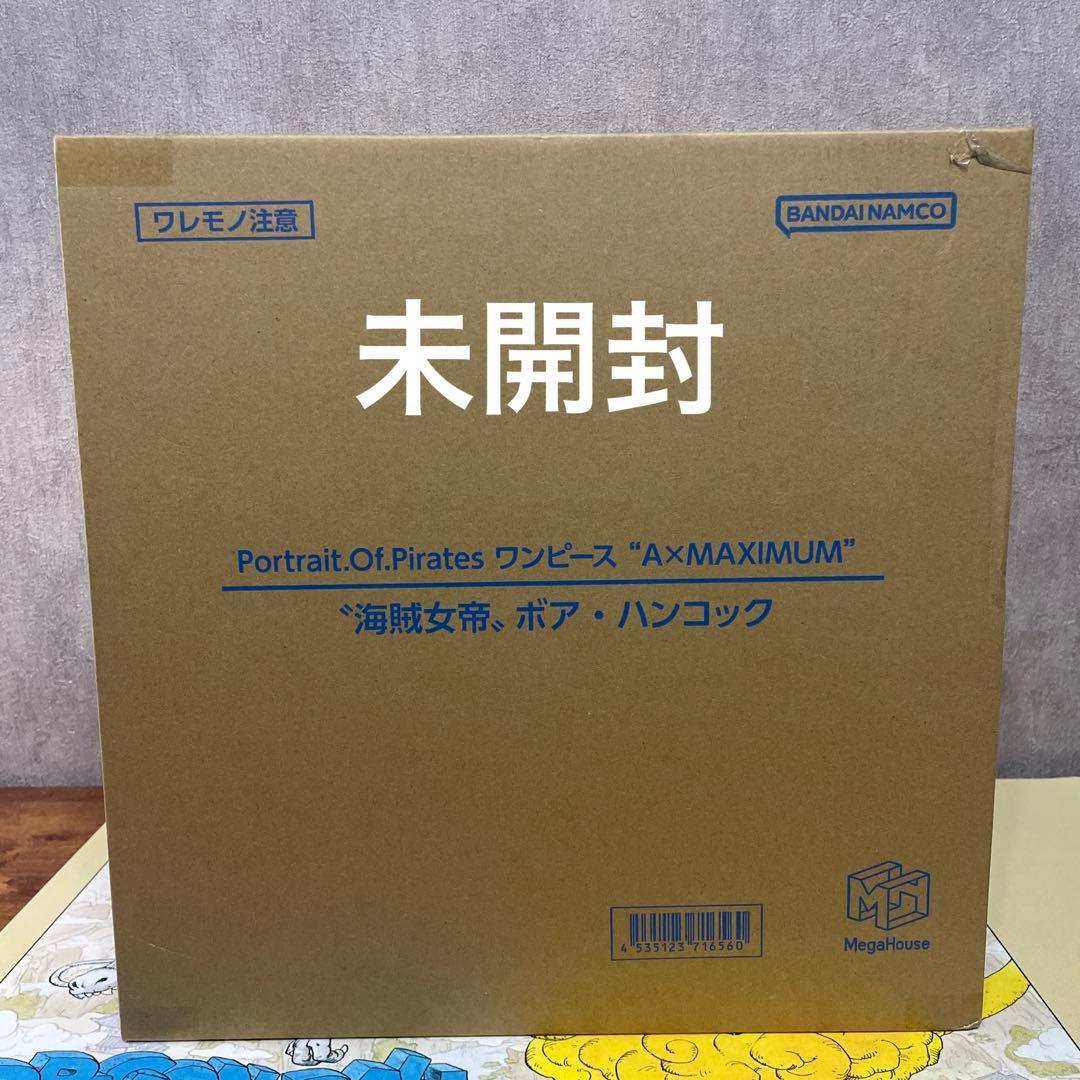 ワレモノ注意
BANDAI NAMCO
未開封
Portrait.Of.Pirates ワンピース “A×MAXIMUM”
〝海賊女帝〟ボア・ハンコック
4 535123 716560
MegaHouse